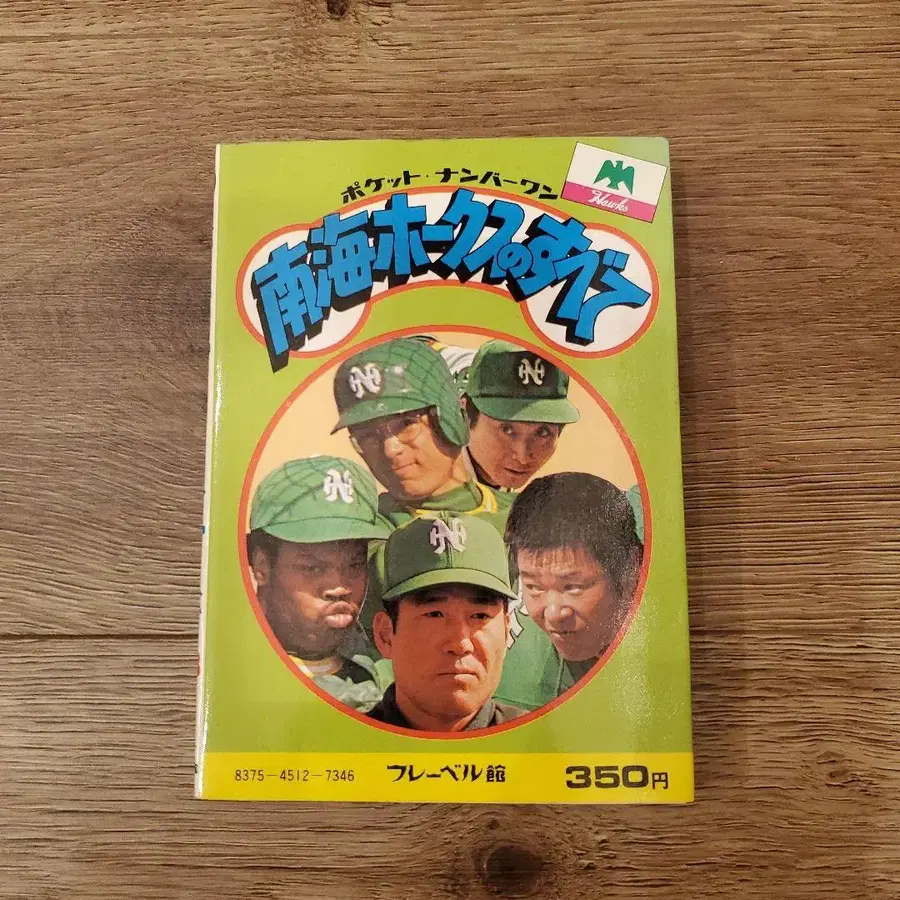 ポケット・ナンバーワン
Hawks
南海ホークスのすべて
8375-4512-7346
フレーベル館
350円